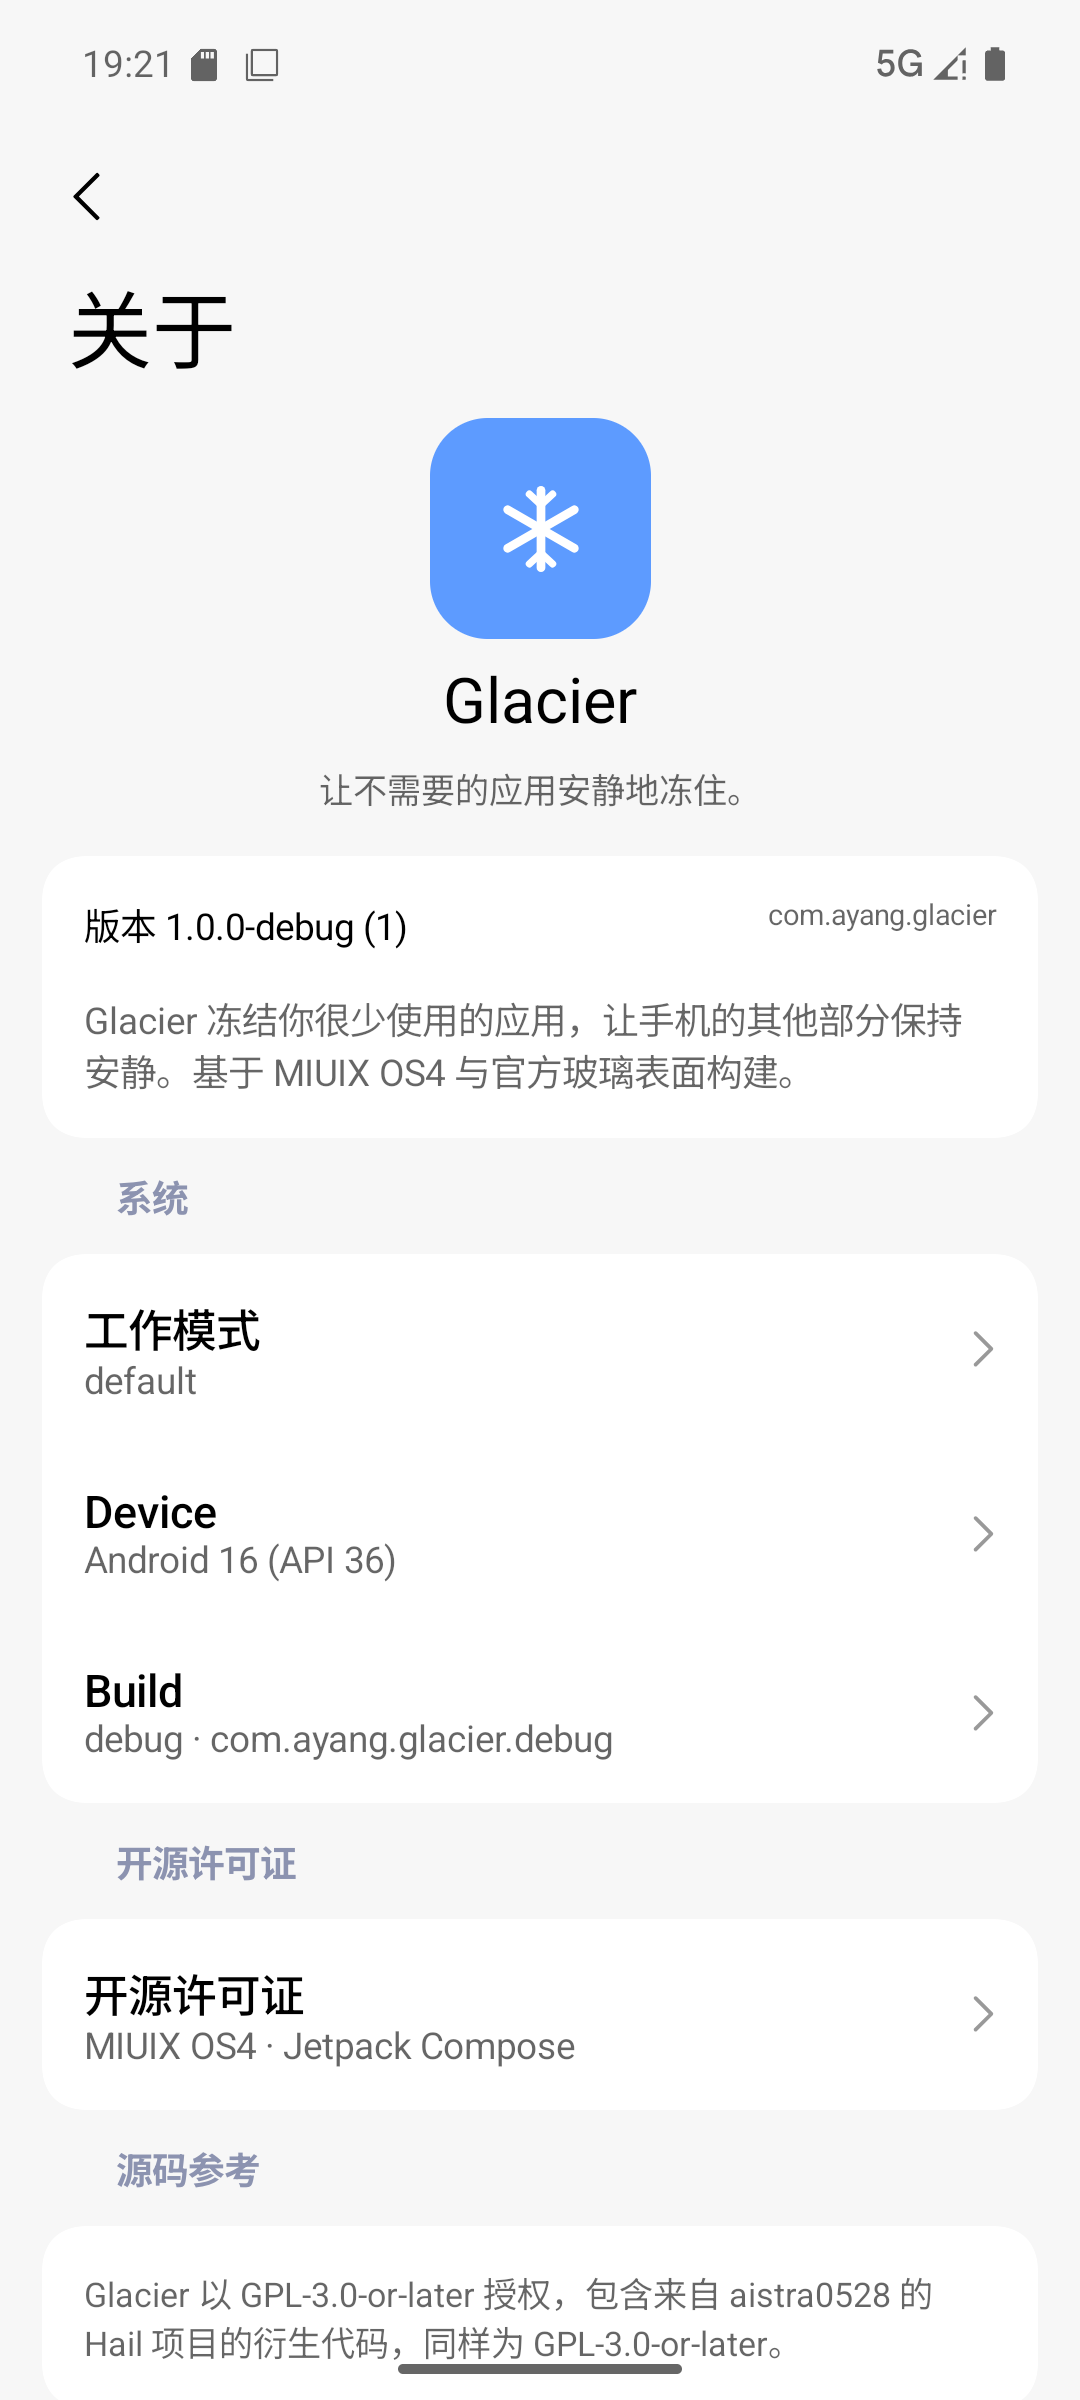 19:21
5G
关于
Glacier
让不需要的应用安静地冻住。
版本 1.0.0-debug (1)
com.ayang.glacier
Glacier 冻结你很少使用的应用，让手机的其他部分保持
安静。基于 MIUIX OS4 与官方玻璃表面构建。
系统
工作模式
default
Device
Android 16 (API 36)
Build
debug · com.ayang.glacier.debug
开源许可证
开源许可证
MIUIX OS4 · Jetpack Compose
源码参考
Glacier 以 GPL-3.0-or-later 授权，包含来自 aistra0528 的
Hail 项目的衍生代码，同样为 GPL-3.0-or-later。